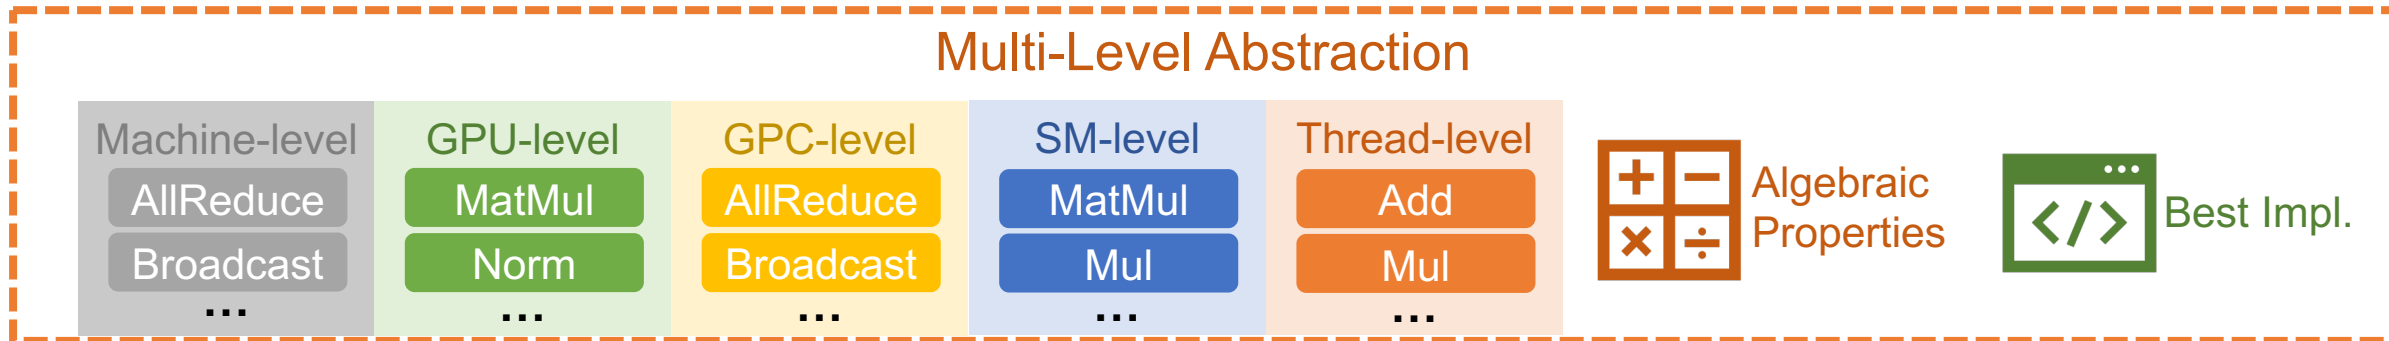 Multi-Level Abstraction
Machine-level
AllReduce
Broadcast
...
GPU-level
MatMul
Norm
...
GPC-level
AllReduce
Broadcast
...
SM-level
MatMul
Mul
...
Thread-level
Add
Mul
...
+ −
× ÷
Algebraic
Properties
</>
Best Impl.